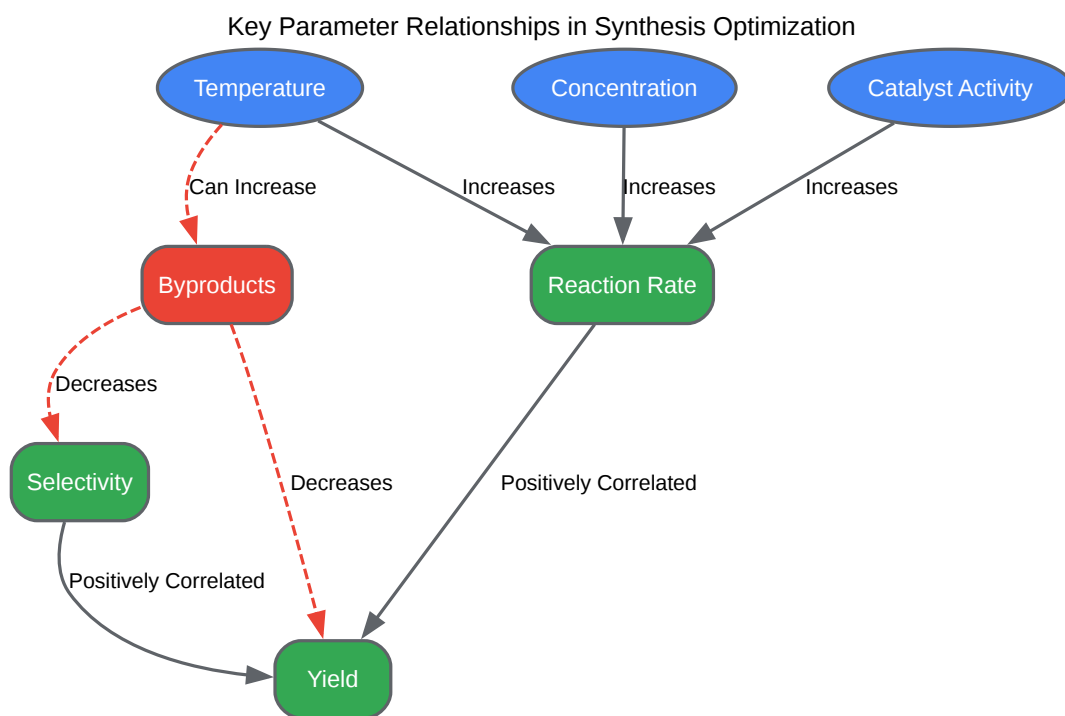 Key Parameter Relationships in Synthesis Optimization
Temperature
Concentration
Catalyst Activity
Can Increase
Increases
Increases
Increases
Byproducts
Reaction Rate
Decreases
Selectivity
Decreases
Positively Correlated
Positively Correlated
Yield